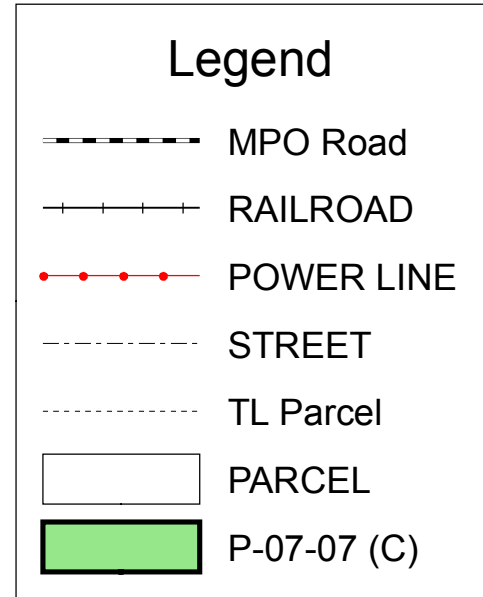 Legend
MPO Road
RAILROAD
POWER LINE
STREET
TL Parcel
PARCEL
P-07-07 (C)